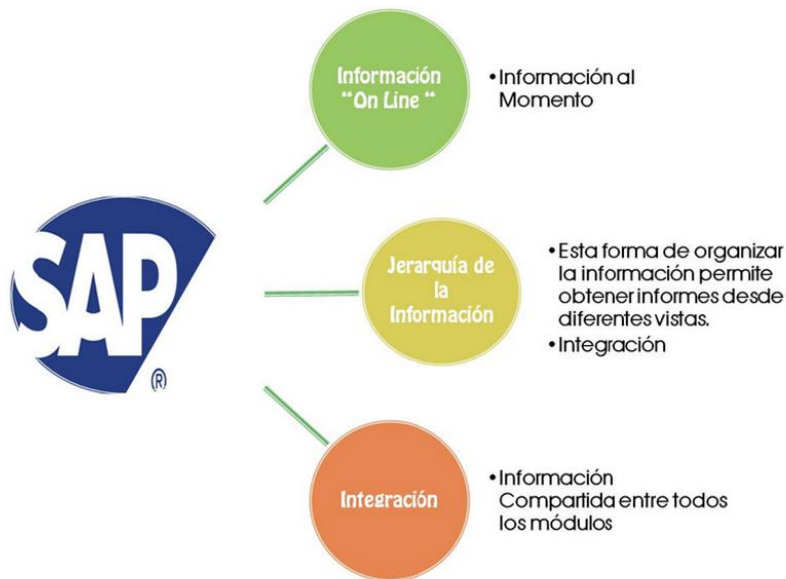 SAP
®
Información
“On Line “
•Información al
Momento
Jerarquía de
la
Información
•Esta forma de organizar
la información permite
obtener informes desde
diferentes vistas.
•Integración
Integración
•Información
Compartida entre todos
los módulos